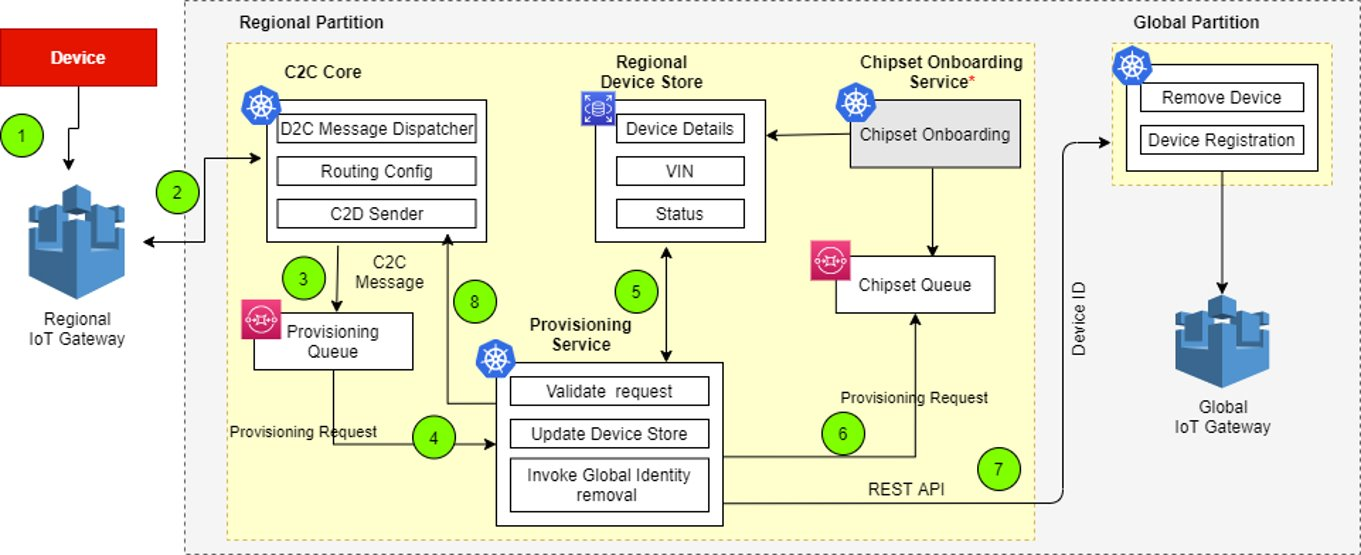 Regional Partition
Global Partition
Device
C2C Core
Regional
Device Store
Chipset Onboarding
Service*
D2C Message Dispatcher
Routing Config
C2D Sender
Device Details
VIN
Status
Chipset Onboarding
Remove Device
Device Registration
1
2
3
C2C
Message
8
5
Chipset Queue
Regional
IoT Gateway
Provisioning
Queue
Provisioning
Service
Device ID
Validate  request
Update Device Store
Invoke Global Identity
removal
Provisioning Request
4
Provisioning Request
6
7
REST API
Global
IoT Gateway